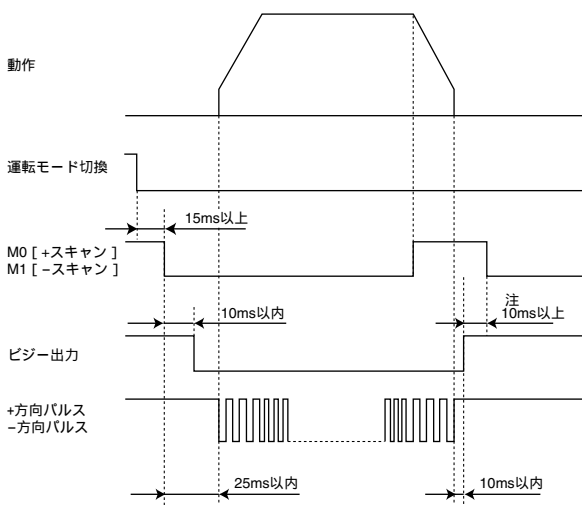 動作
運転モード切換
15ms以上
M0 [ +スキャン ]
M1 [ −スキャン ]
注
10ms以内
10ms以上
ビジー出力
+方向パルス
−方向パルス
25ms以内
10ms以内